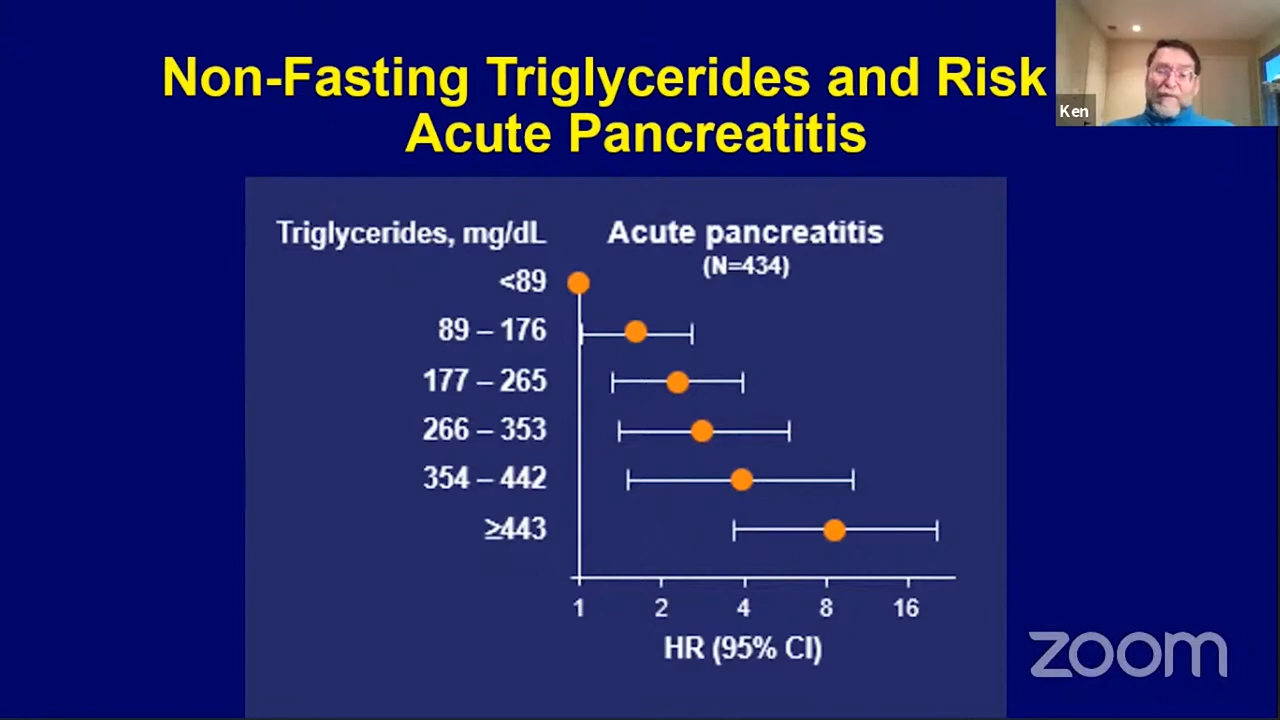 Non-Fasting Triglycerides and Risk
Acute Pancreatitis
Ken
Triglycerides, mg/dL
Acute pancreatitis
(N=434)
<89
89 – 176
177 – 265
266 – 353
354 – 442
≥443
1 2 4 8 16
HR (95% CI)
zoom